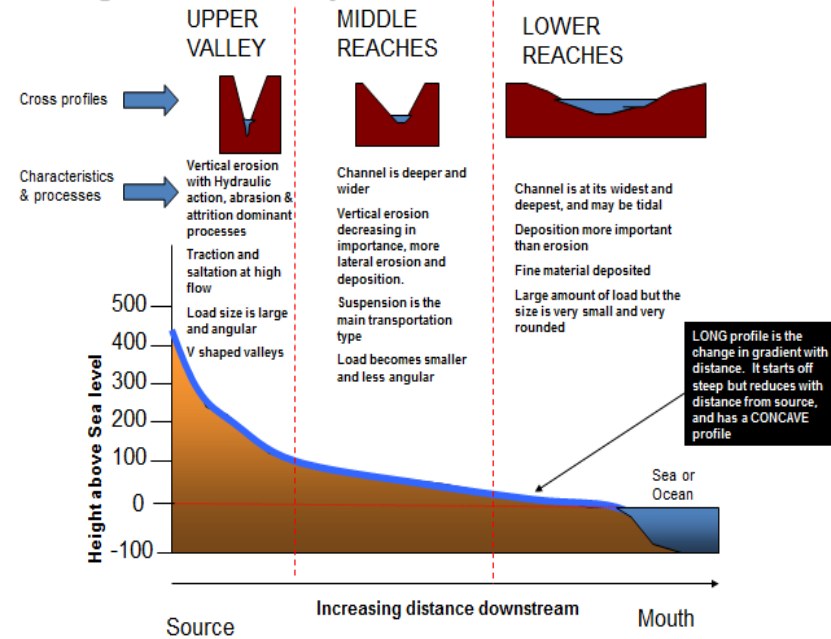 UPPER
VALLEY
MIDDLE
REACHES
LOWER
REACHES
Cross profiles
Characteristics
& processes
Vertical erosion
with Hydraulic
action, abrasion &
attrition dominant
processes
Traction and
saltation at high
flow
Load size is large
and angular
V shaped valleys
Channel is deeper and
wider
Vertical erosion
decreasing in
importance, more
lateral erosion and
deposition.
Suspension is the
main transportation
type
Load becomes smaller
and less angular
Channel is at its widest and
deepest, and may be tidal
Deposition more important
than erosion
Fine material deposited
Large amount of load but the
size is very small and very
rounded
LONG profile is the
change in gradient with
distance. It starts off
steep but reduces with
distance from source,
and has a CONCAVE
profile
Height above Sea level
500
400
300
200
100
0
-100
Sea or
Ocean
Source
Increasing distance downstream
Mouth